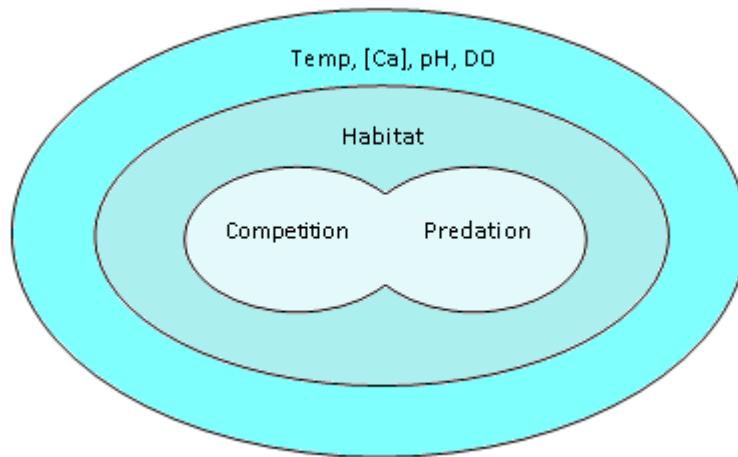 Temp, [Ca], pH, DO
Habitat
Competition
Predation